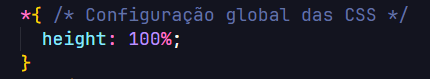 *{ /* Configuração global das CSS */
height: 100%;
}